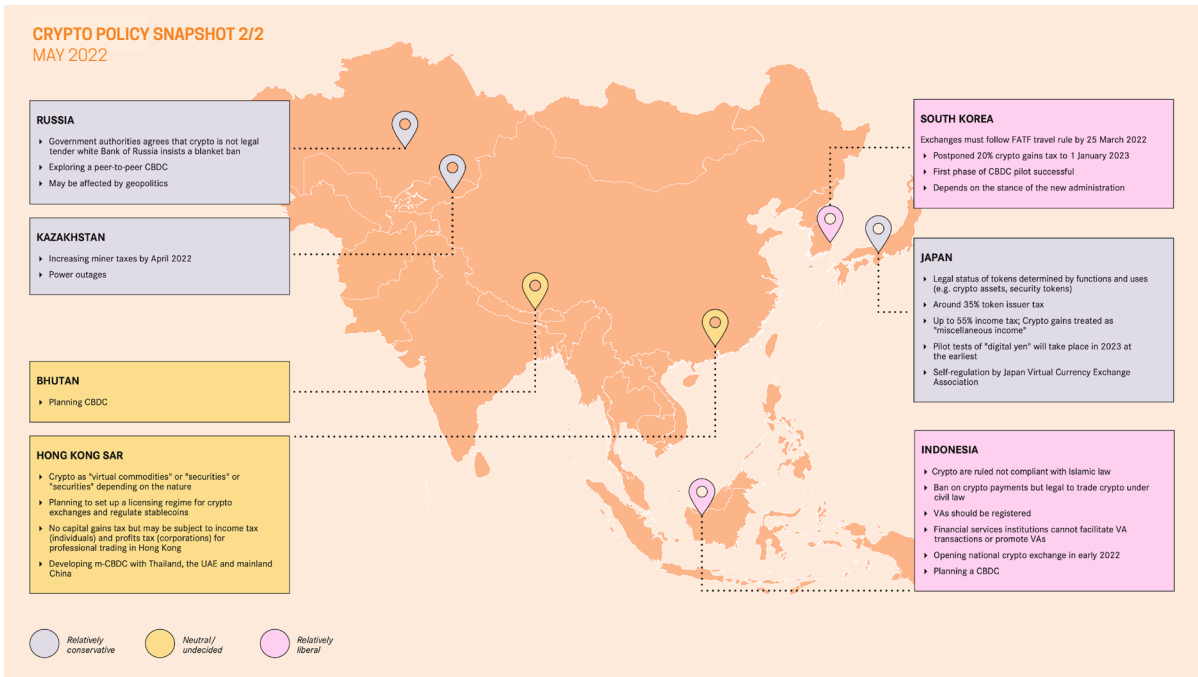 CRYPTO POLICY SNAPSHOT 2/2
MAY 2022
RUSSIA
Government authorities agrees that crypto is not legal
tender white Bank of Russia insists a blanket ban
Exploring a peer-to-peer CBDC
May be affected by geopolitics
KAZAKHSTAN
Increasing miner taxes by April 2022
Power outages
BHUTAN
Planning CBDC
HONG KONG SAR
Crypto as "virtual commodities" or "securities" or
"securities" depending on the nature
Planning to set up a licensing regime for crypto
exchanges and regulate stablecoins
No capital gains tax but may be subject to income tax
(individuals) and profits tax (corporations) for
professional trading in Hong Kong
Developing m-CBDC with Thailand, the UAE and mainland
China
SOUTH KOREA
Exchanges must follow FATF travel rule by 25 March 2022
Postponed 20% crypto gains tax to 1 January 2023
First phase of CBDC pilot successful
Depends on the stance of the new administration
JAPAN
Legal status of tokens determined by functions and uses
(e.g. crypto assets, security tokens)
Around 35% token issuer tax
Up to 55% income tax; Crypto gains treated as
"miscellaneous income"
Pilot tests of "digital yen" will take place in 2023 at
the earliest
Self-regulation by Japan Virtual Currency Exchange
Association
INDONESIA
Crypto are ruled not compliant with Islamic law
Ban on crypto payments but legal to trade crypto under
civil law
VAs should be registered
Financial services institutions cannot facilitate VA
transactions or promote VAs
Opening national crypto exchange in early 2022
Planning a CBDC
Relatively
conservative
Neutral/
undecided
Relatively
liberal